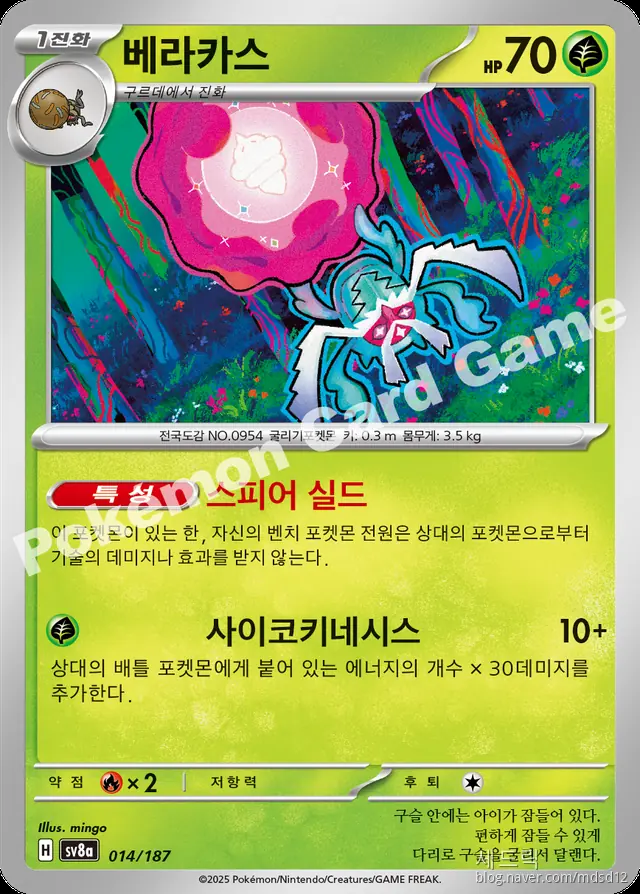 1진화
베라카스
HP 70
구르데에서 진화
전국도감 NO.0954 굴리기포켓몬 키: 0.3 m 몸무게: 3.5 kg
Pokémon Card Game
특성 스피어 실드
이 포켓몬이 있는 한, 자신의 벤치 포켓몬 전원은 상대의 포켓몬으로부터
기술의 데미지나 효과를 받지 않는다.
사이코키네시스 10+
상대의 배틀 포켓몬에게 붙어 있는 에너지의 개수 × 30데미지를
추가한다.
약점 ×2 저항력 후퇴
Illus. mingo
H sv8a 014/187
구슬 안에는 아이가 잠들어 있다.
편하게 잠들 수 있게
다리로 구슬을 굴려서 달랜다.
blog.naver.com/mdsd12
©2025 Pokémon/Nintendo/Creatures/GAME FREAK.